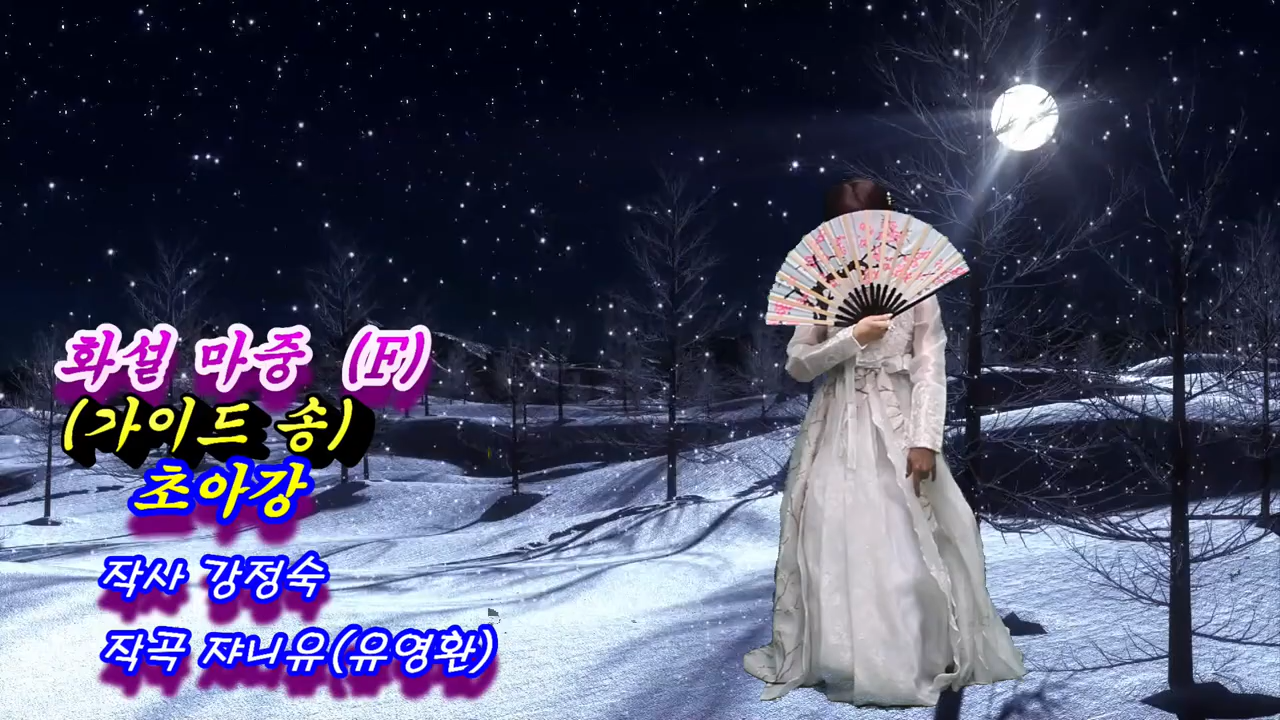 화설 마중 (F)
(가이드 송)
초아강
작사 강정숙
작곡 쟈니유(유영환)